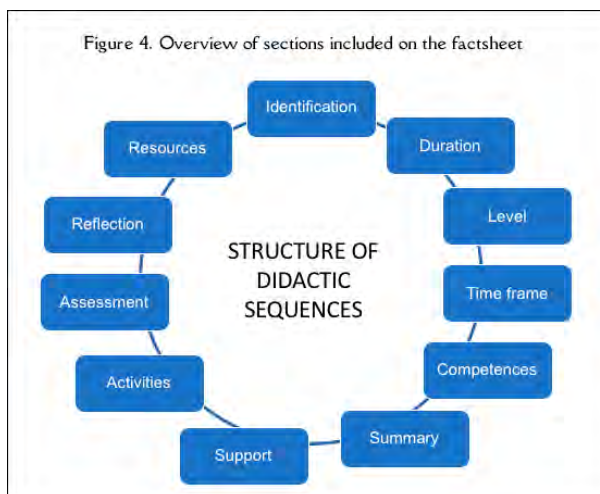 Figure 4. Overview of sections included on the factsheet
Identification
Duration
Level
Time frame
Competences
Summary
Support
Activities
Assessment
Reflection
Resources
STRUCTURE OF
DIDACTIC
SEQUENCES